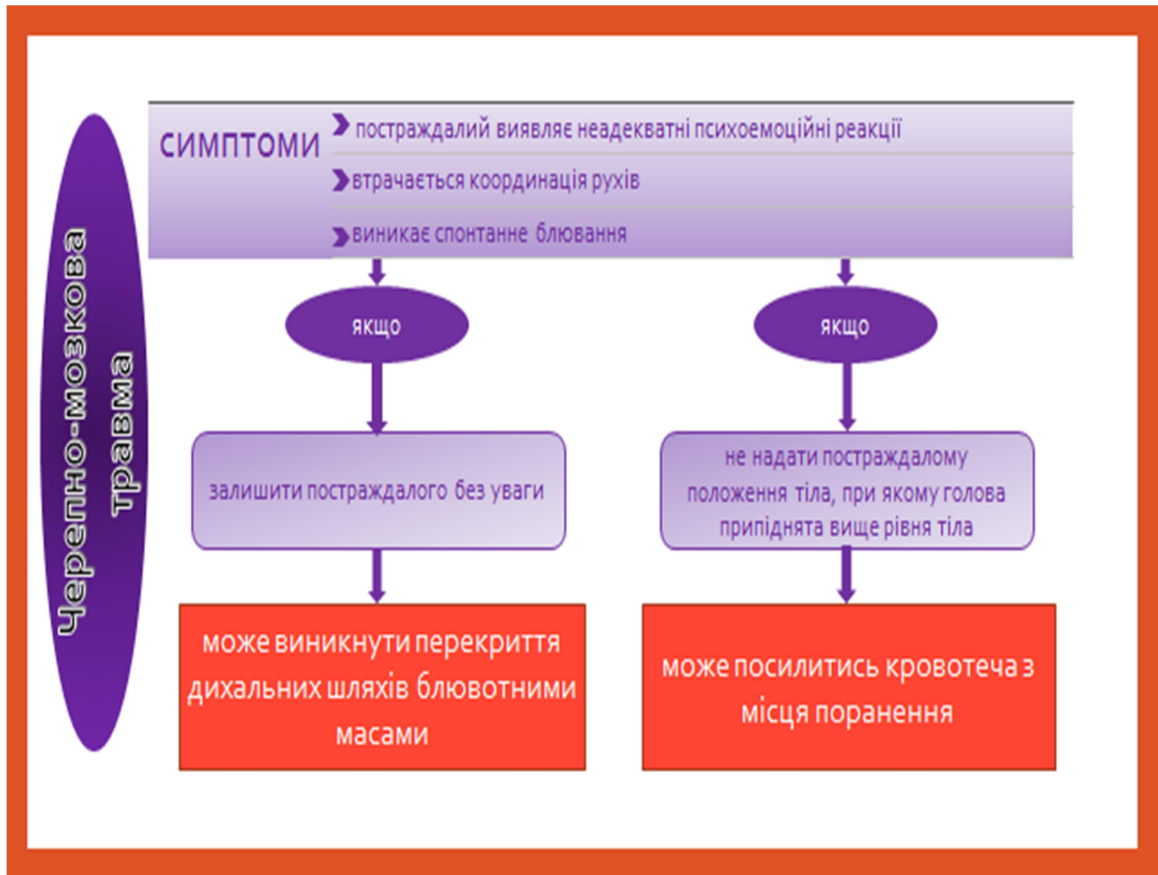 Черепно-мозкова
травма
СИМПТОМИ
постраждалий виявляє неадекватні психоемоційні реакції
втрачається координація рухів
виникає спонтанне блювання
якщо
якщо
залишити постраждалого без уваги
не надати постраждалому
положення тіла, при якому голова
припіднята вище рівня тіла
може виникнути перекриття
дихальних шляхів блювотними
масами
може посилитись кровотеча з
місця поранення